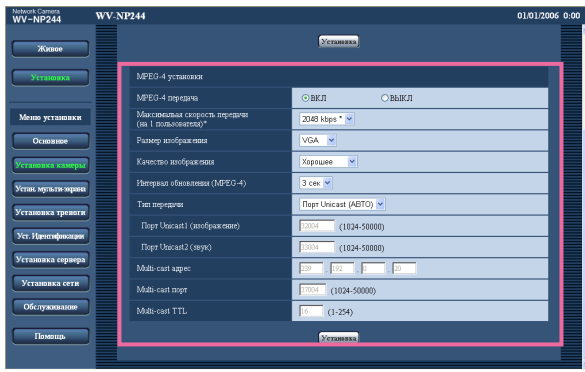 Network Camera
WV-NP244 WV-NP244 01/01/2006 0:00
Установка
Живое
Установка
Меню установки
Основное
Установка камеры
Устан. мульти-экрана
Установка тревоги
Уст. Идентификации
Установка сервера
Установка сети
Обслуживание
Помощь
MPEG-4 установки
MPEG-4 передача ВКЛ ВЫКЛ
Максимальая скорость передачи
(на 1 пользователя)* 2048 kbps *
Размер изображения VGA
Качество изображения Хорошее
Интервал обновления (MPEG-4) 3 сек
Тип передачи Порт Unicast (АВТО)
Порт Unicast1 (изображение) 32004 (1024-50000)
Порт Unicast2 (звук) 33004 (1024-50000)
Multi-cast адрес 239 . 192 . 0 . 20
Multi-cast порт 37004 (1024-50000)
Multi-cast TTL 16 (1-254)
Установка